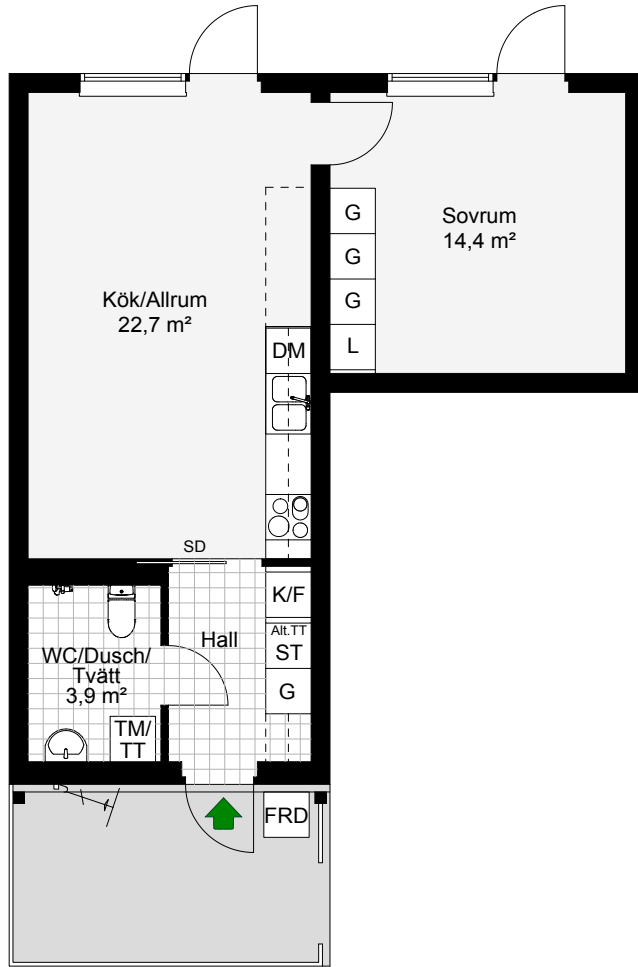 Kök/Allrum
22,7 m²
G
G
G
L
Sovrum
14,4 m²
DM
SD
K/F
Hall
Alt.TT
ST
G
WC/Dusch/
Tvätt
3,9 m²
TM/
TT
FRD